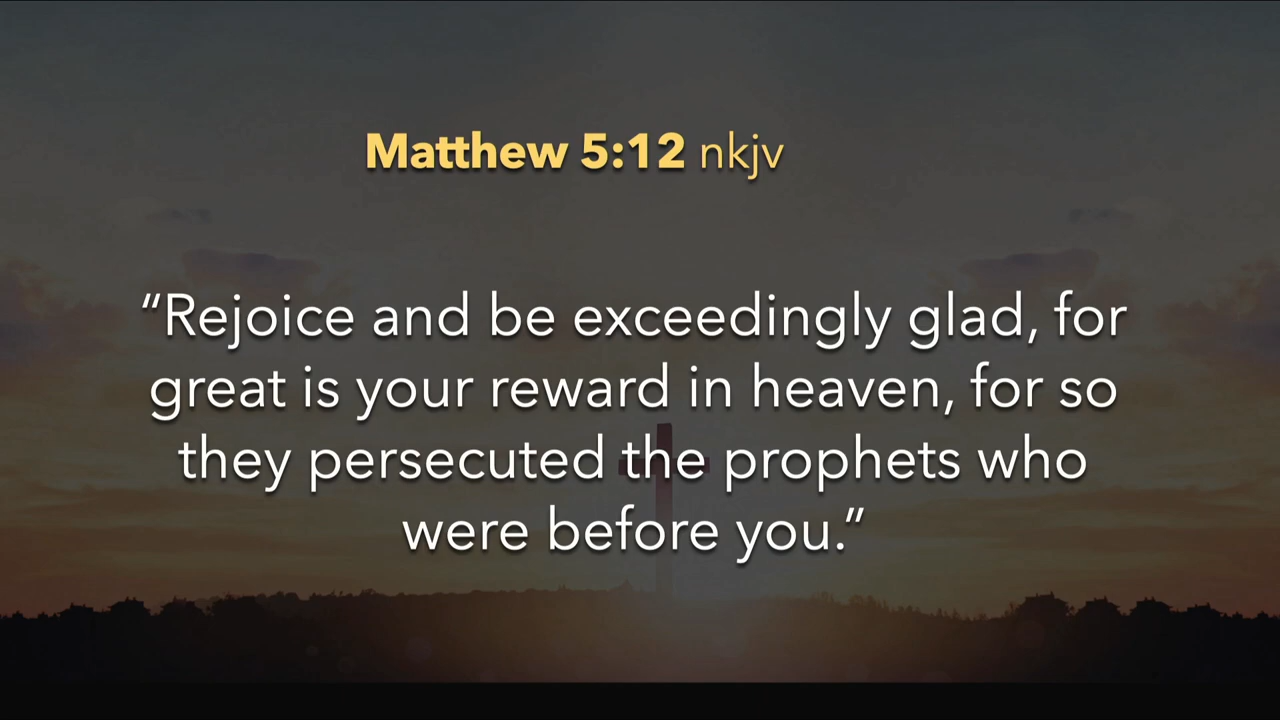 Matthew 5:12 nkjv
“Rejoice and be exceedingly glad, for
great is your reward in heaven, for so
they persecuted the prophets who
were before you.”